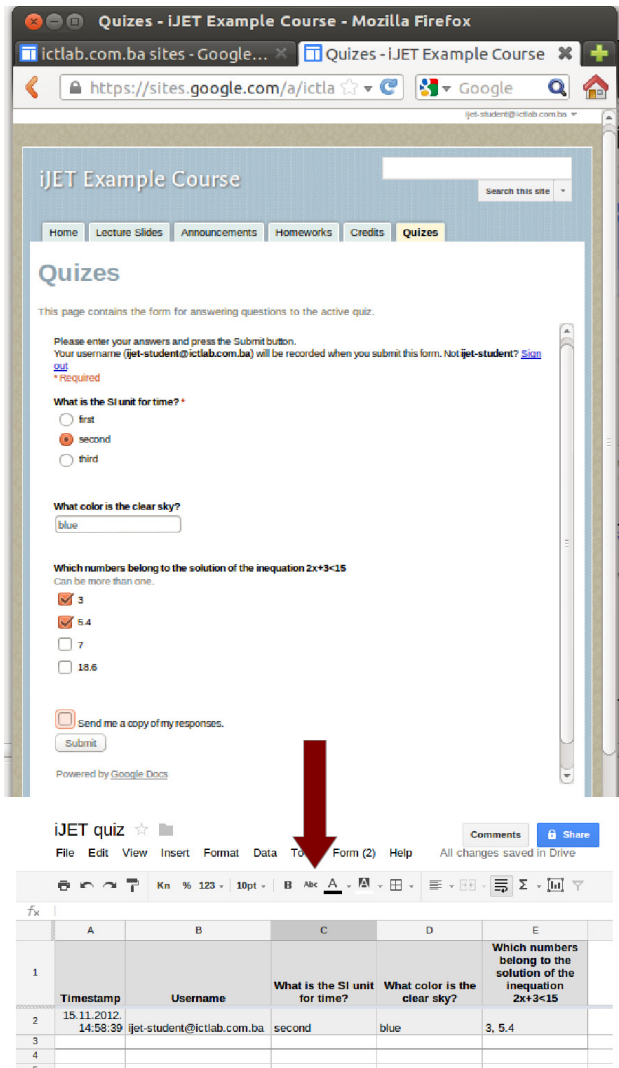 Quizes - iJET Example Course - Mozilla Firefox
ictlab.com.ba sites - Google... Quizes - iJET Example Course
https://sites.google.com/a/ictla Google
ijet-student@ictlab.com.ba
iJET Example Course
Search this site
Home Lecture Slides Announcements Homeworks Credits Quizes
Quizes
This page contains the form for answering questions to the active quiz.
Please enter your answers and press the Submit button.
Your username (ijet-student@ictlab.com.ba) will be recorded when you submit this form. Not ijet-student? Sign
out
* Required
What is the SI unit for time? *
first
second
third
What color is the clear sky?
blue
Which numbers belong to the solution of the inequation 2x+3<15
Can be more than one.
3
5.4
7
18.6
Send me a copy of my responses.
Submit
Powered by Google Docs
iJET quiz Comments Share
File Edit View Insert Format Data Form (2) Help All changes saved in Drive
Kn % 123 10pt B Abc A A Σ
fx
A B C D E
Which numbers
belong to the
solution of the
1 What is the SI unit What color is the inequation
Timestamp Username for time? clear sky? 2x+3<15
15.11.2012.
2 14:58:39 ijet-student@ictlab.com.ba second blue 3, 5.4
3
4